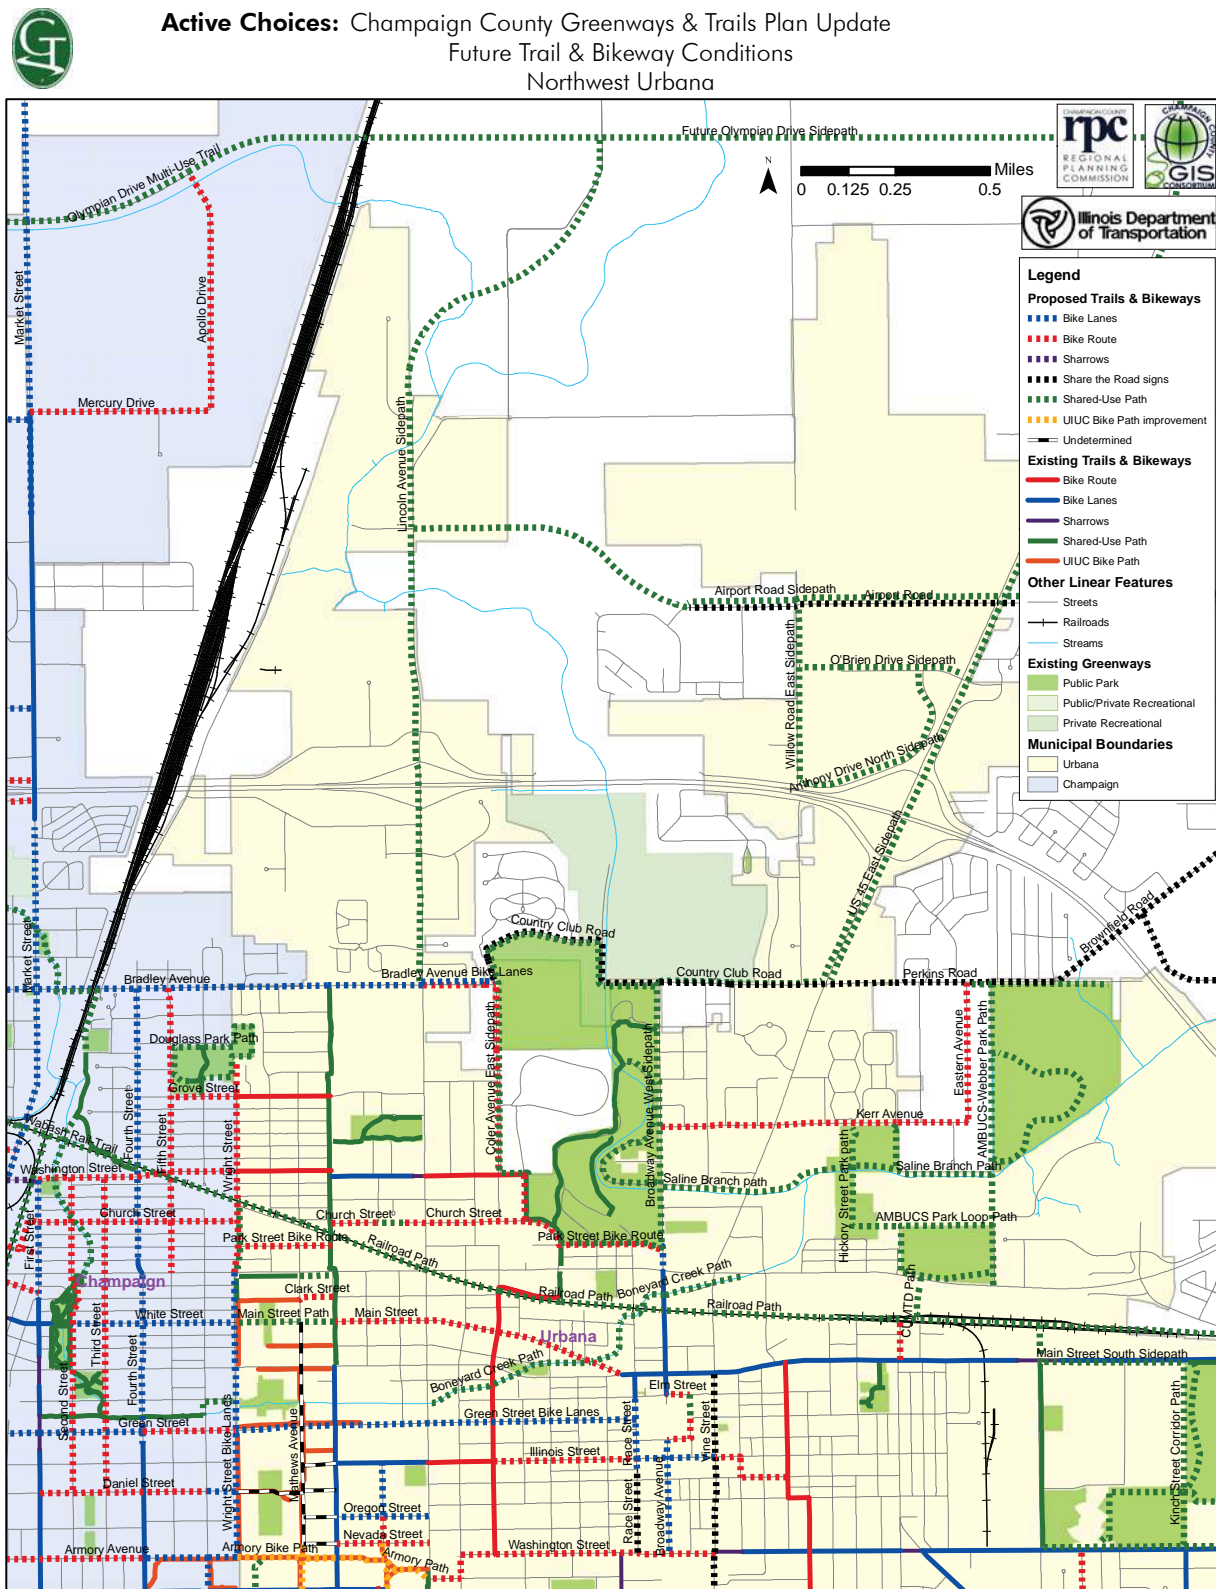 Active Choices: Champaign County Greenways & Trails Plan Update
Future Trail & Bikeway Conditions
Northwest Urbana
CHAMPAIGN COUNTY
rpc
REGIONAL
PLANNING
COMMISSION
CHAMPAIGN COUNTY
GIS
CONSORTIUM
Illinois Department
of Transportation
N
Miles
0 0.125 0.25 0.5
Legend
Proposed Trails & Bikeways
Bike Lanes
Bike Route
Sharrows
Share the Road signs
Shared-Use Path
UIUC Bike Path improvement
Undetermined
Existing Trails & Bikeways
Bike Route
Bike Lanes
Sharrows
Shared-Use Path
UIUC Bike Path
Other Linear Features
Streets
Railroads
Streams
Existing Greenways
Public Park
Public/Private Recreational
Private Recreational
Municipal Boundaries
Urbana
Champaign
Future Olympian Drive Sidepath
Olympian Drive Multi-Use Trail
Market Street
Apollo Drive
Mercury Drive
Lincoln Avenue Sidepath
Airport Road Sidepath
Airport Road
Willow Road East Sidepath
O'Brien Drive Sidepath
Anthony Drive North Sidepath
US 45 East Sidepath
Brownfield Road
Market Street
Country Club Road
Bradley Avenue
Bradley Avenue Bike Lanes
Country Club Road
Perkins Road
Douglass Park Path
Grove Street
Fourth Street
Fifth Street
Wright Street
Coler Avenue East Sidepath
Broadway Avenue West Sidepath
Eastern Avenue
AMBUCS-Webber Park Path
Kerr Avenue
Wabash Rail-Trail
Washington Street
Saline Branch path
Saline Branch Path
Hickory Street Park path
Church Street
Church Street
Church Street
AMBUCS Park Loop Path
First Street
Park Street Bike Route
Railroad Path
Park Street Bike Route
Champaign
Clark Street
Railroad Path
Boneyard Creek Path
Railroad Path
CUMTD Path
White Street
Main Street Path
Main Street
Urbana
Third Street
Fourth Street
Second Street
Boneyard Creek Path
Main Street South Sidepath
Elm Street
Green Street
Green Street Bike Lanes
Wright Street Bike Lanes
Mathews Avenue
Race Street
Vine Street
Kinch Street Corridor Path
Illinois Street
Daniel Street
Race Street
Broadway Avenue
Oregon Street
Nevada Street
Armory Avenue
Armory Bike Path
Armory Path
Washington Street